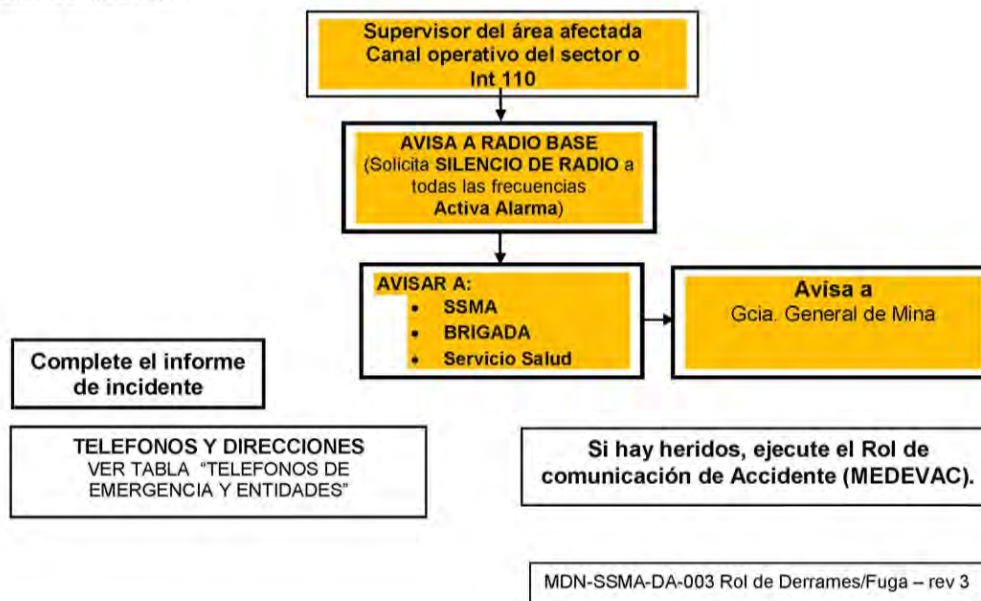 Supervisor del área afectada
Canal operativo del sector o
Int 110
AVISA A RADIO BASE
(Solicita SILENCIO DE RADIO a
todas las frecuencias
Activa Alarma)
AVISAR A:
• SSMA
• BRIGADA
• Servicio Salud
Avisa a
Gcia. General de Mina
Complete el informe
de incidente
TELEFONOS Y DIRECCIONES
VER TABLA "TELEFONOS DE
EMERGENCIA Y ENTIDADES"
Si hay heridos, ejecute el Rol de
comunicación de Accidente (MEDEVAC).
MDN-SSMA-DA-003 Rol de Derrames/Fuga – rev 3